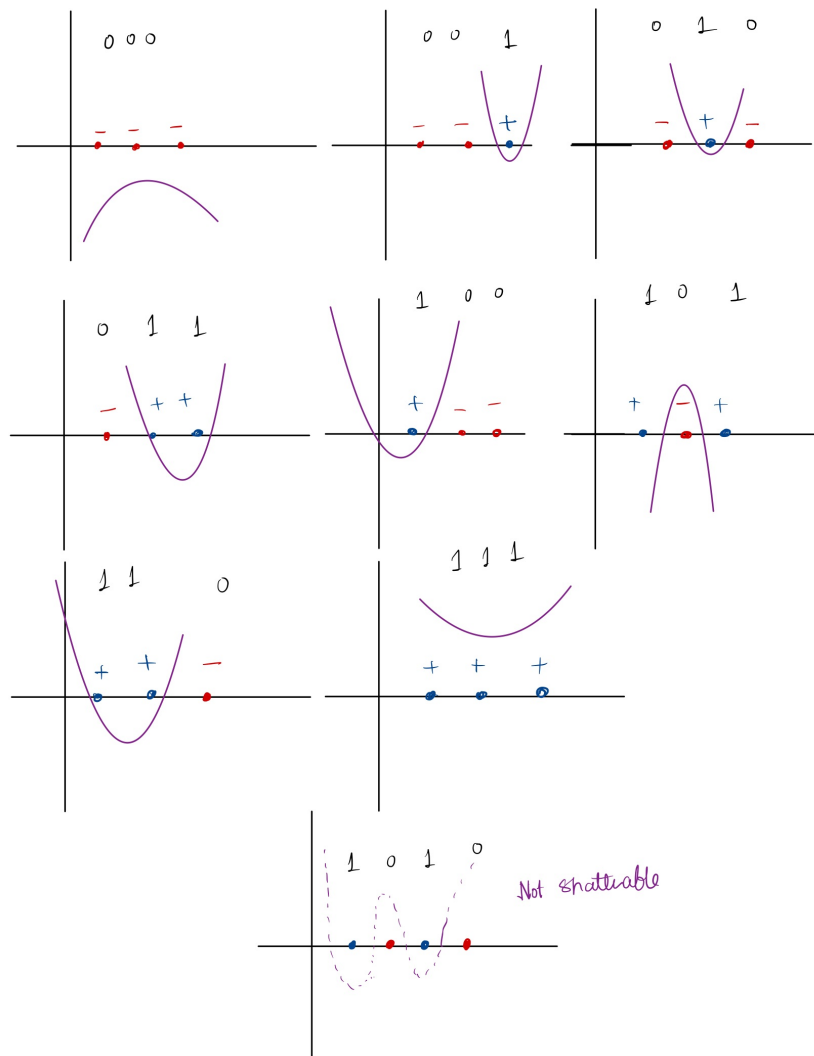 0 0 0
- - -
0 0 1
- - +
0 1 0
- + -
0 1 1
- + +
1 0 0
+ - -
1 0 1
+ - +
1 1 0
+ + -
1 1 1
+ + +
1 0 1 0
Not shatterable